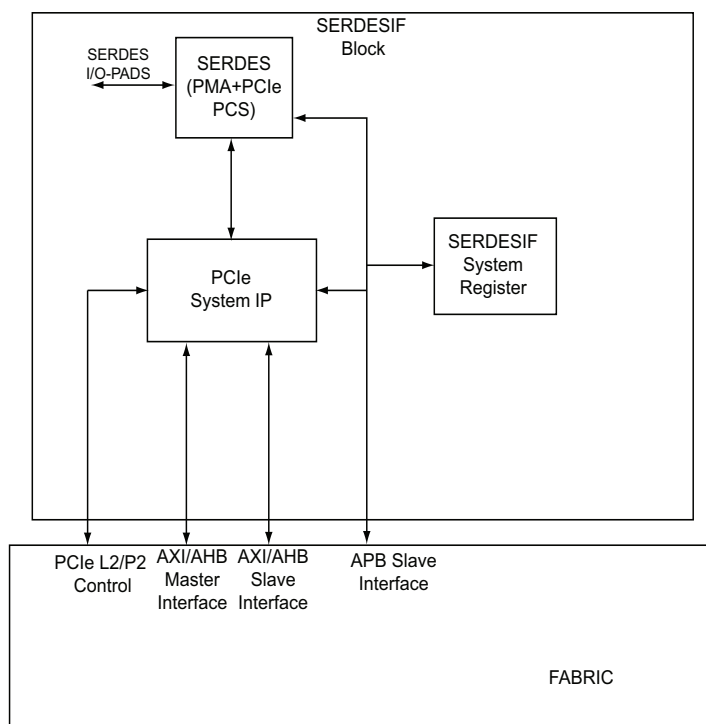 SERDESIF
Block
SERDES
I/O-PADS
SERDES
(PMA+PCIe
PCS)
SERDESIF
System
Register
PCIe
System IP
PCIe L2/P2
Control
AXI/AHB
Master
Interface
AXI/AHB
Slave
Interface
APB Slave
Interface
FABRIC